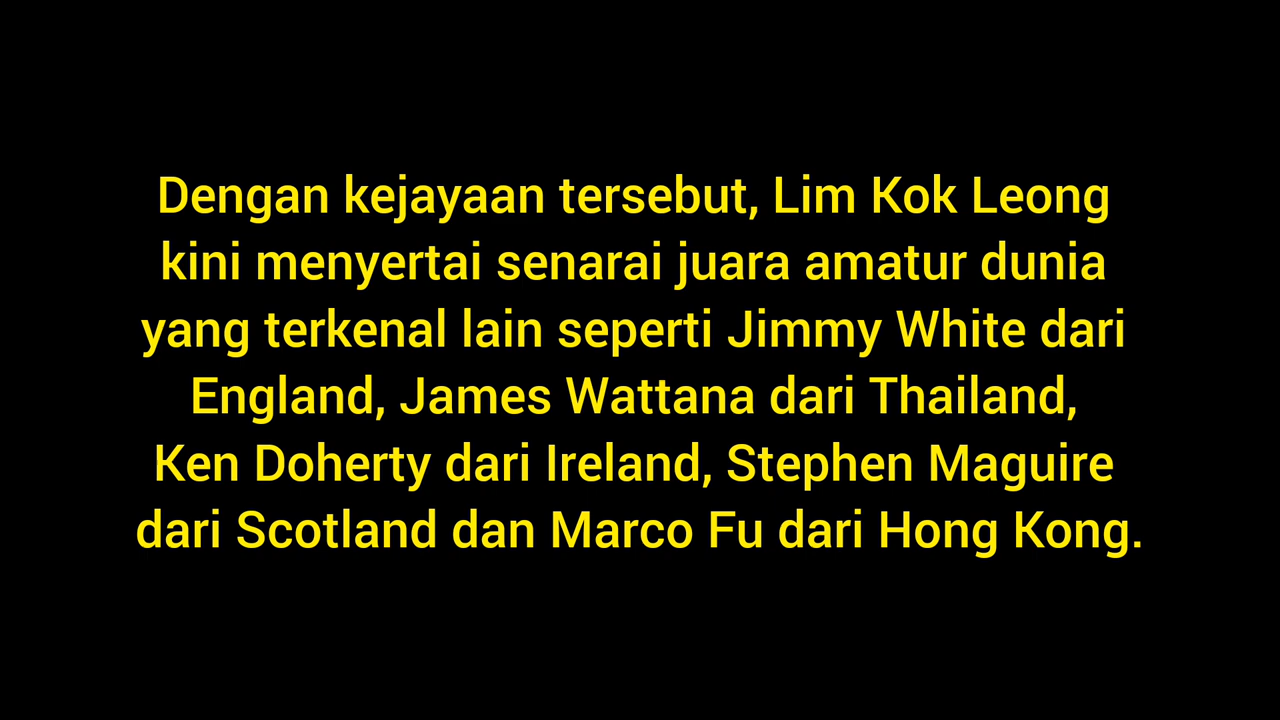 Dengan kejayaan tersebut, Lim Kok Leong
kini menyertai senarai juara amatur dunia
yang terkenal lain seperti Jimmy White dari
England, James Wattana dari Thailand,
Ken Doherty dari Ireland, Stephen Maguire
dari Scotland dan Marco Fu dari Hong Kong.